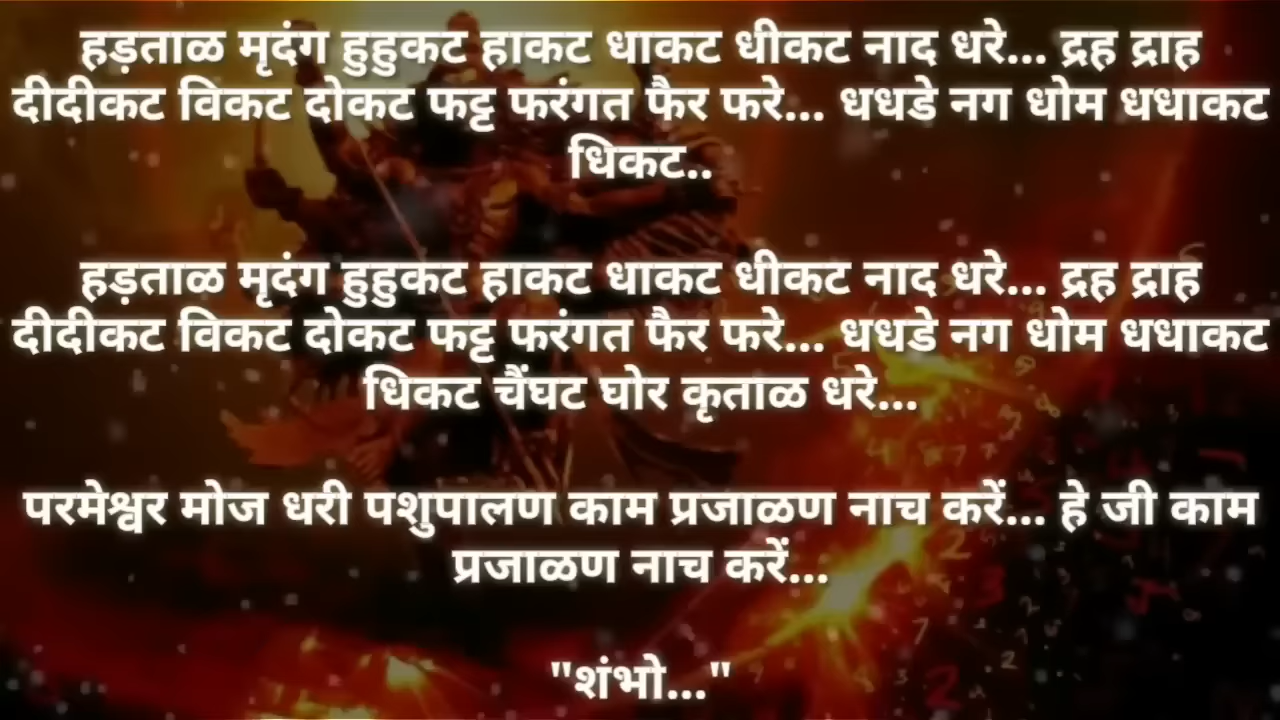 हड़ताळ मृदंग हुहुकट हाकट धाकट धीकट नाद धरे... द्रह द्राह
दीदीकट विकट दोकट फट्ट फरंगत फैर फरे... धधडे नग धोम धधाकट
धिकट..
हड़ताळ मृदंग हुहुकट हाकट धाकट धीकट नाद धरे... द्रह द्राह
दीदीकट विकट दोकट फट्ट फरंगत फैर फरे... धधडे नग धोम धधाकट
धिकट चैंघट घोर कृताळ धरे...
परमेश्वर मोज धरी पशुपालण काम प्रजाळण नाच करें... हे जी काम
प्रजाळण नाच करें...
"शंभो..."